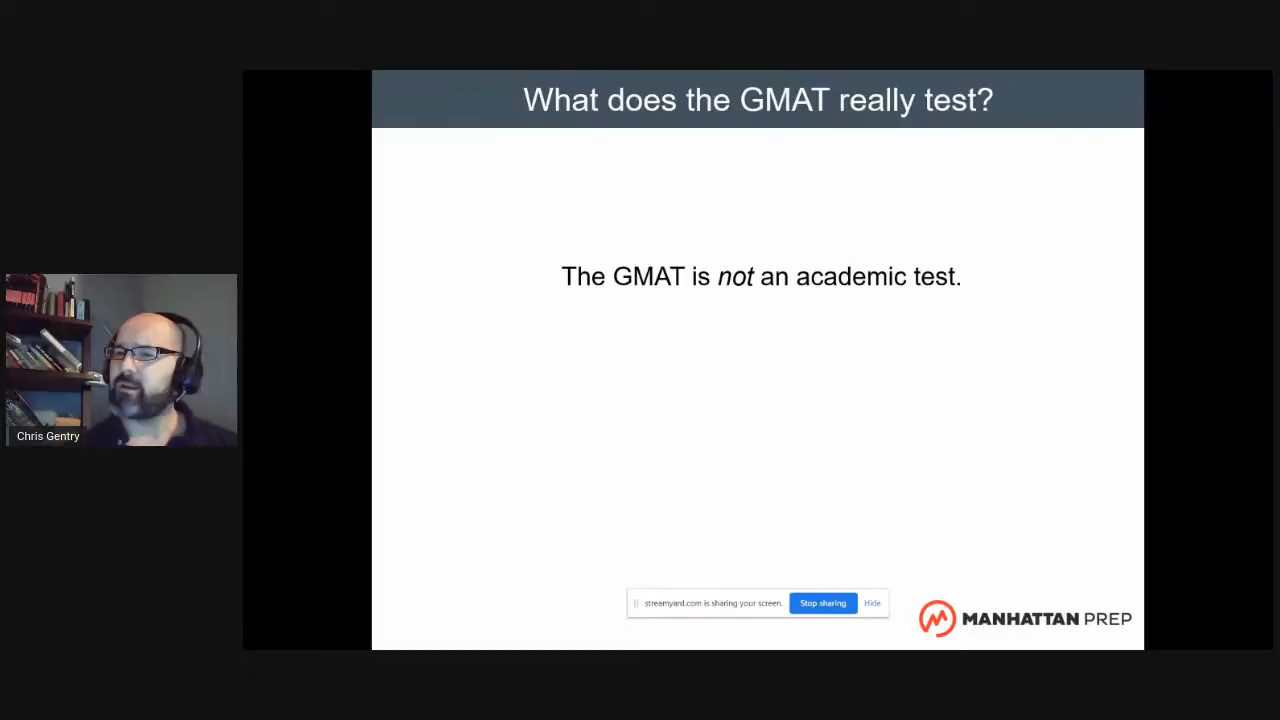 What does the GMAT really test?
The GMAT is not an academic test.
Chris Gentry
streamyard.com is sharing your screen.
Stop sharing
Hide
MANHATTAN PREP